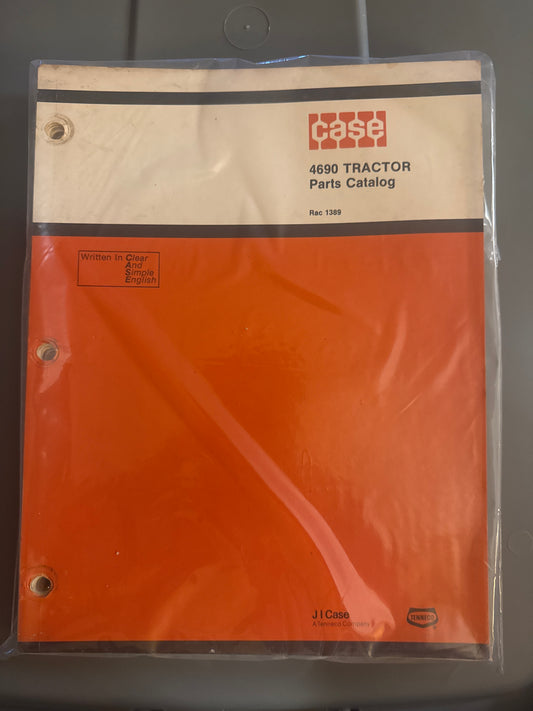 case
4690 TRACTOR
Parts Catalog
Rac 1389
Written In Clear
And
Simple
English
J I Case
A Tenneco Company
TENNECO